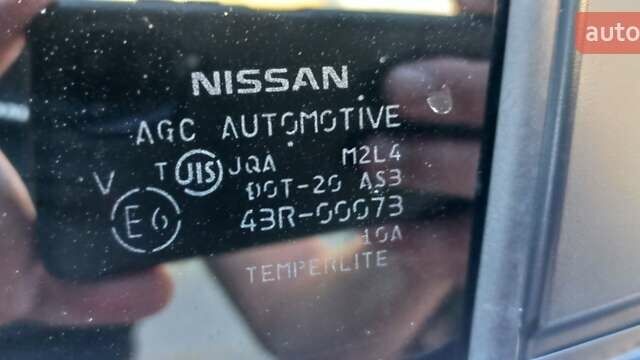 auto
NISSAN
AGC AUTOMOTIVE
T JIS JQA M2L4
V DOT-20 AS3
E6 43R-00073
10A
TEMPERLITE